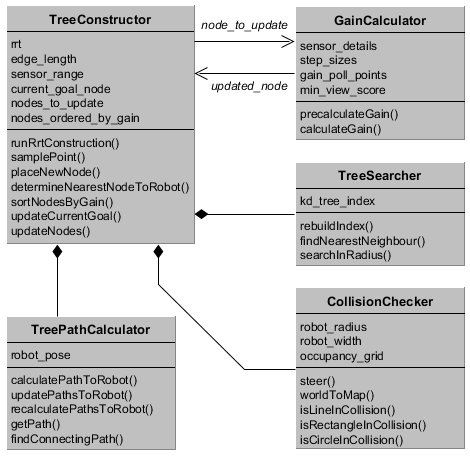 TreeConstructor
rrt
edge_length
sensor_range
current_goal_node
nodes_to_update
nodes_ordered_by_gain
runRrtConstruction()
samplePoint()
placeNewNode()
determineNearestNodeToRobot()
sortNodesByGain()
updateCurrentGoal()
updateNodes()
node_to_update
updated_node
GainCalculator
sensor_details
step_sizes
gain_poll_points
min_view_score
precalculateGain()
calculateGain()
TreeSearcher
kd_tree_index
rebuildIndex()
findNearestNeighbour()
searchInRadius()
TreePathCalculator
robot_pose
calculatePathToRobot()
updatePathsToRobot()
recalculatePathsToRobot()
getPath()
findConnectingPath()
CollisionChecker
robot_radius
robot_width
occupancy_grid
steer()
worldToMap()
isLineInCollision()
isRectangleInCollision()
isCircleInCollision()